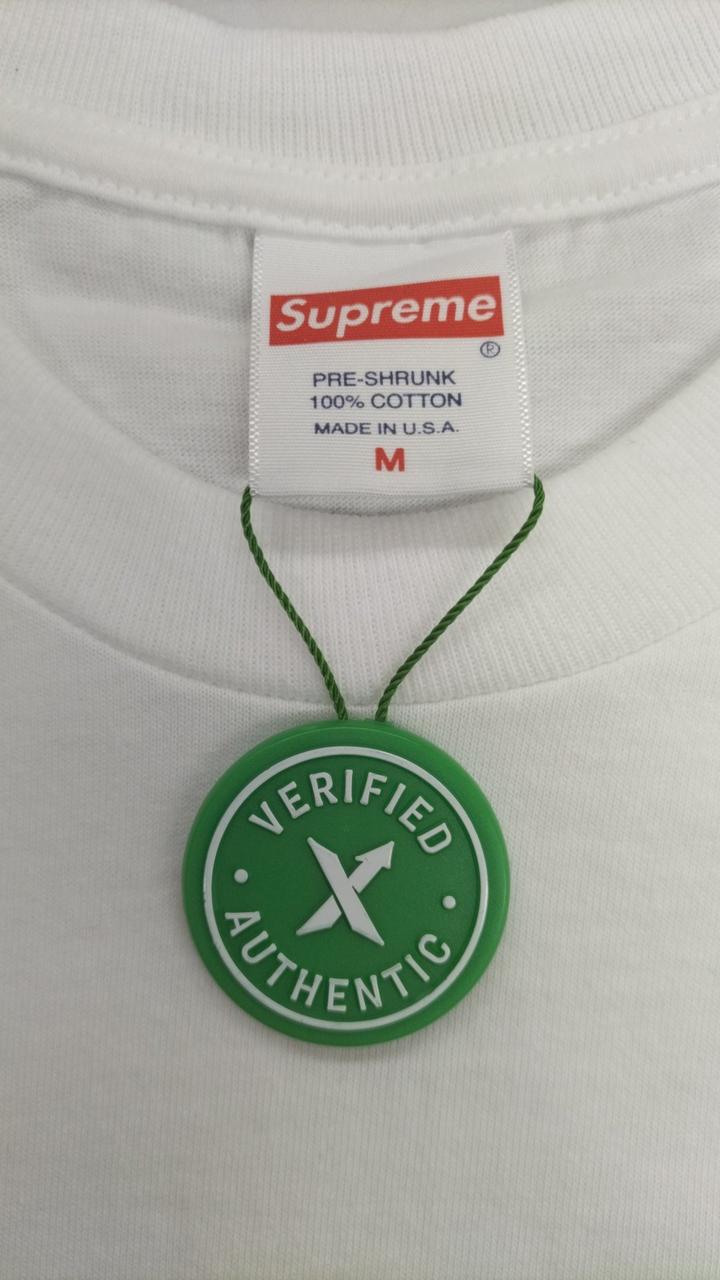 Supreme
®
PRE-SHRUNK
100% COTTON
MADE IN U.S.A.
M
VERIFIED
X
AUTHENTIC